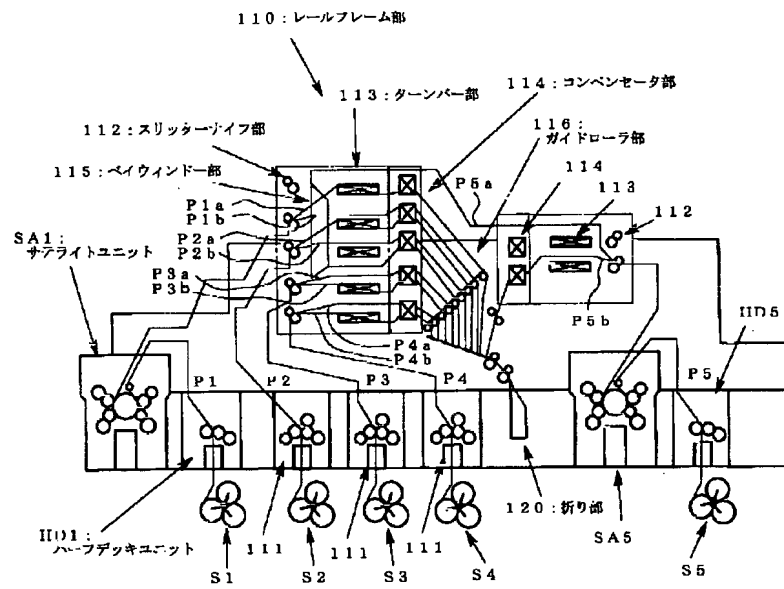 110：レールフレーム部
114：コンペンセータ部
113：ターンバー部
112：スリッターナイフ部
116：
ガイドローラ部
115：ベイウィンドー部
P5a
114
113
P1a
P1b
112
SA1：
サテライトユニット
P2a
P2b
P3a
P3b
P5b
P4a
P4b
HD5
P1
P2
P3
P4
P5
HD1：
ハーフデッキユニット
111
111
111
120：折り部
SA5
S1
S2
S3
S4
S5